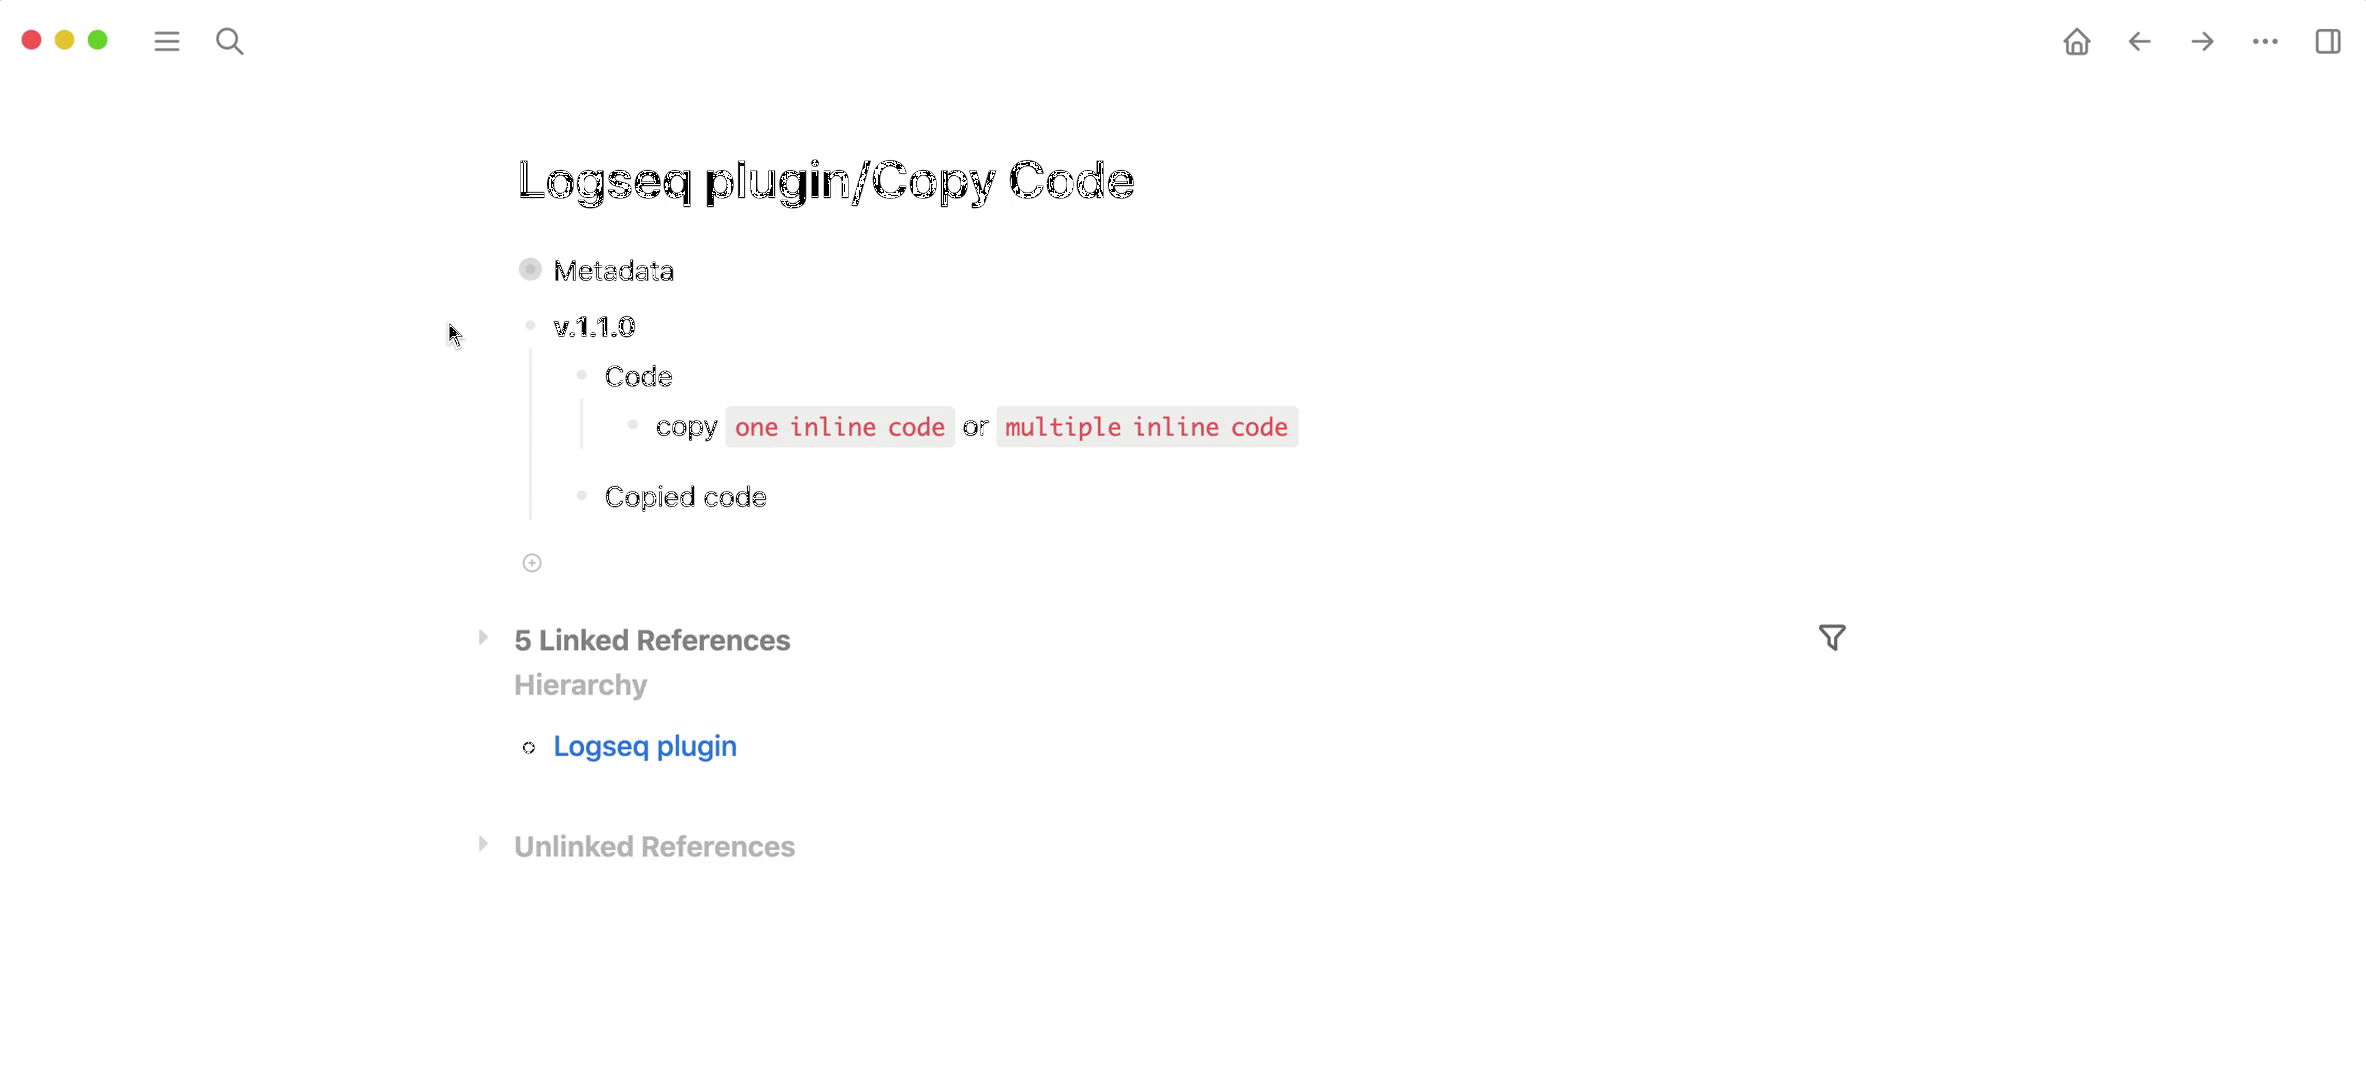 Logseq plugin/Copy Code
Metadata
v.1.1.0
Code
copy one inline code or multiple inline code
Copied code
5 Linked References
Hierarchy
Logseq plugin
Unlinked References